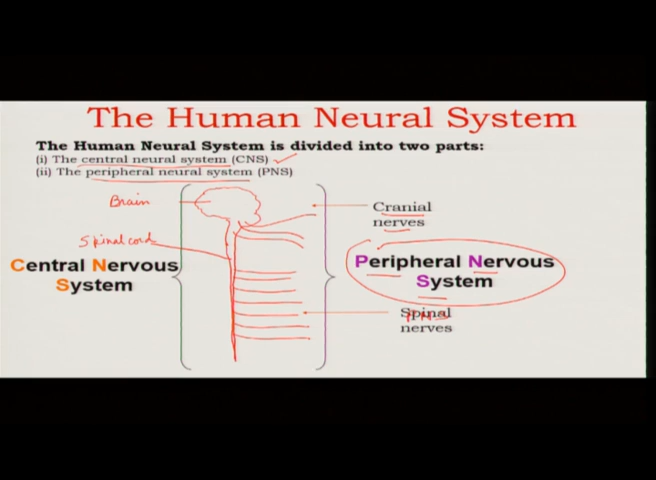 The Human Neural System
The Human Neural System is divided into two parts:
(i) The central neural system (CNS)
(ii) The peripheral neural system (PNS)
Brain
Spinal cord
Central Nervous
System
Cranial
nerves
Peripheral Nervous
System
Spinal
nerves